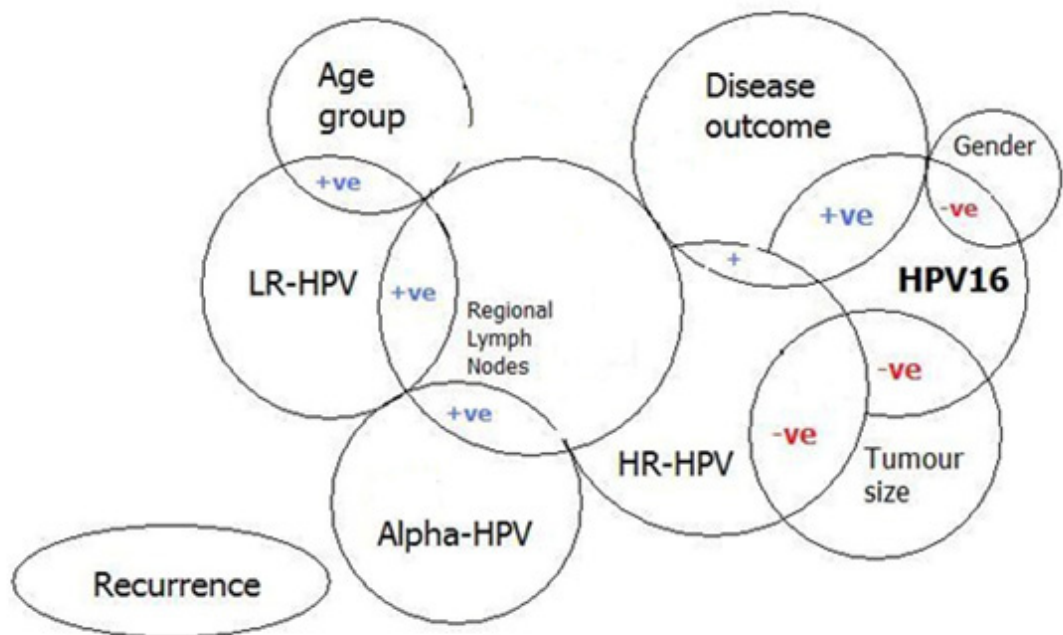 Age
group
+ve
LR-HPV
+ve
Regional
Lymph
Nodes
+ve
Alpha-HPV
Recurrence
Disease
outcome
Gender
+ve
-ve
+
HPV16
-ve
-ve
HR-HPV
Tumour
size